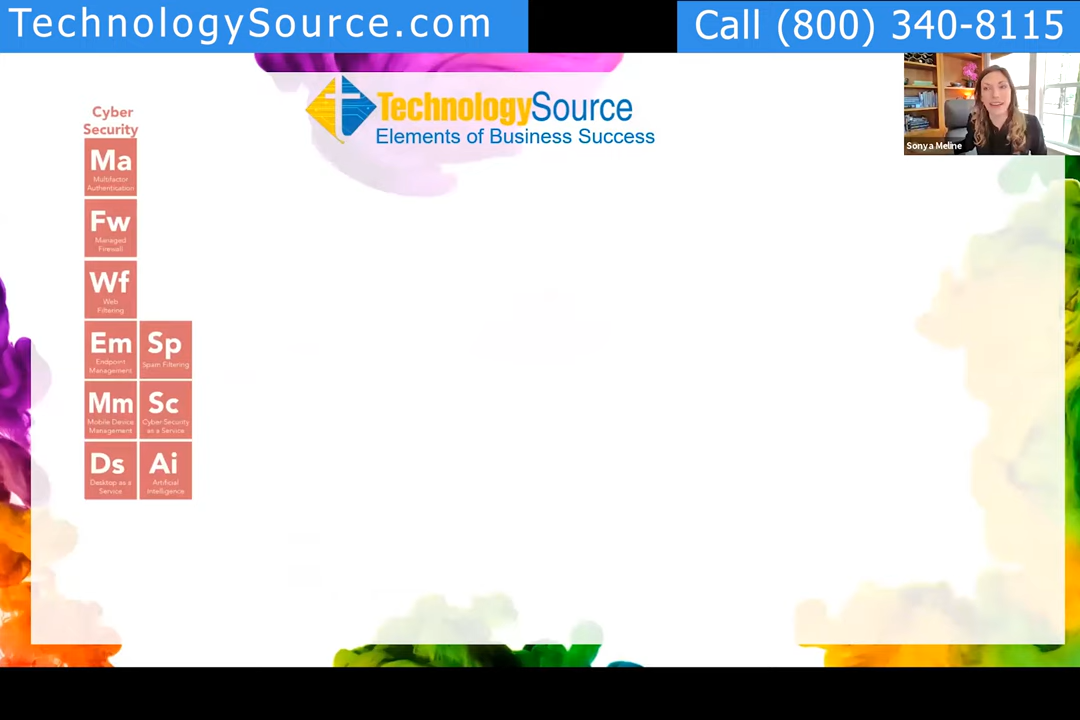 TechnologySource.com
Call (800) 340-8115
TechnologySource
Elements of Business Success
Sonya Meline
Cyber
Security
Ma
Multifactor
Authentication
Fw
Managed
Firewall
Wf
Web
Filtering
Em
Endpoint
Management
Sp
Spam Filtering
Mm
Mobile Device
Management
Sc
Cyber Security
as a Service
Ds
Desktop as a
Service
Ai
Artificial
Intelligence